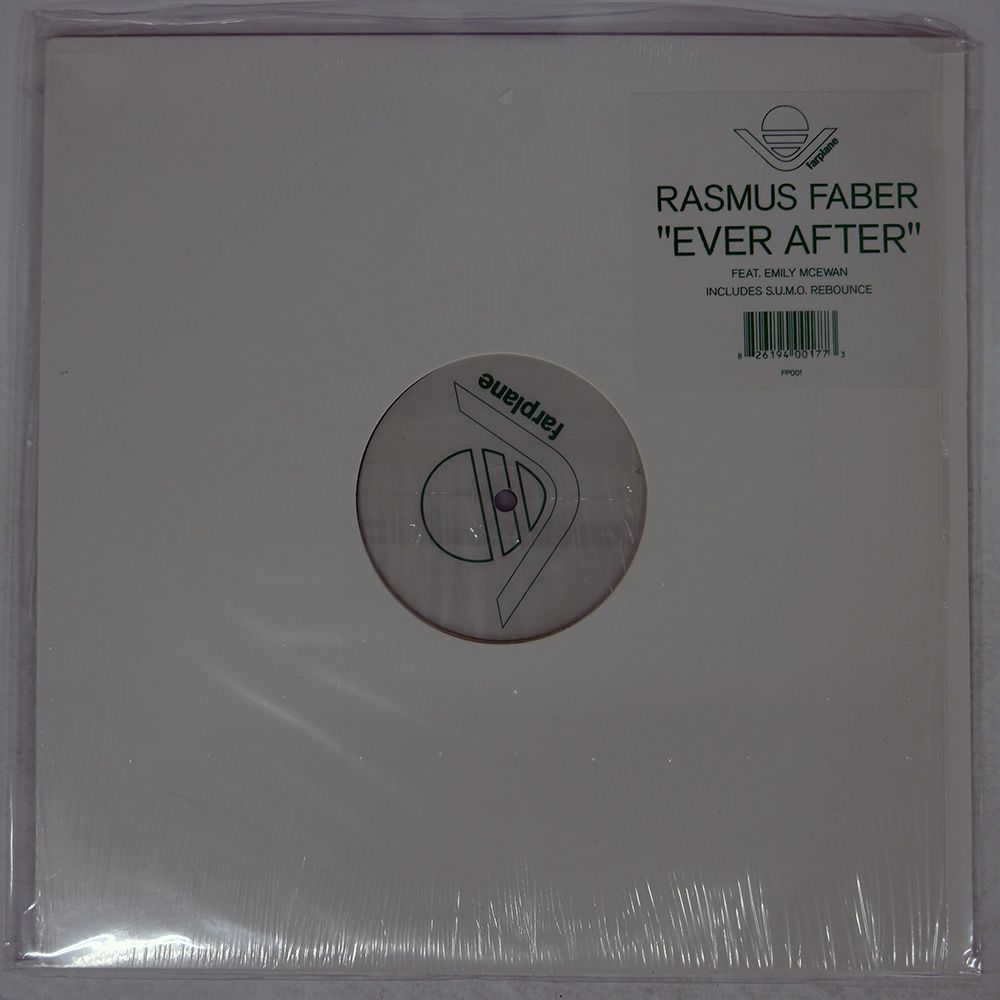 farplane
RASMUS FABER
"EVER AFTER"
FEAT. EMILY MCEWAN
INCLUDES S.U.M.O. REBOUNCE
8 26194 00177 3
FP001
farplane